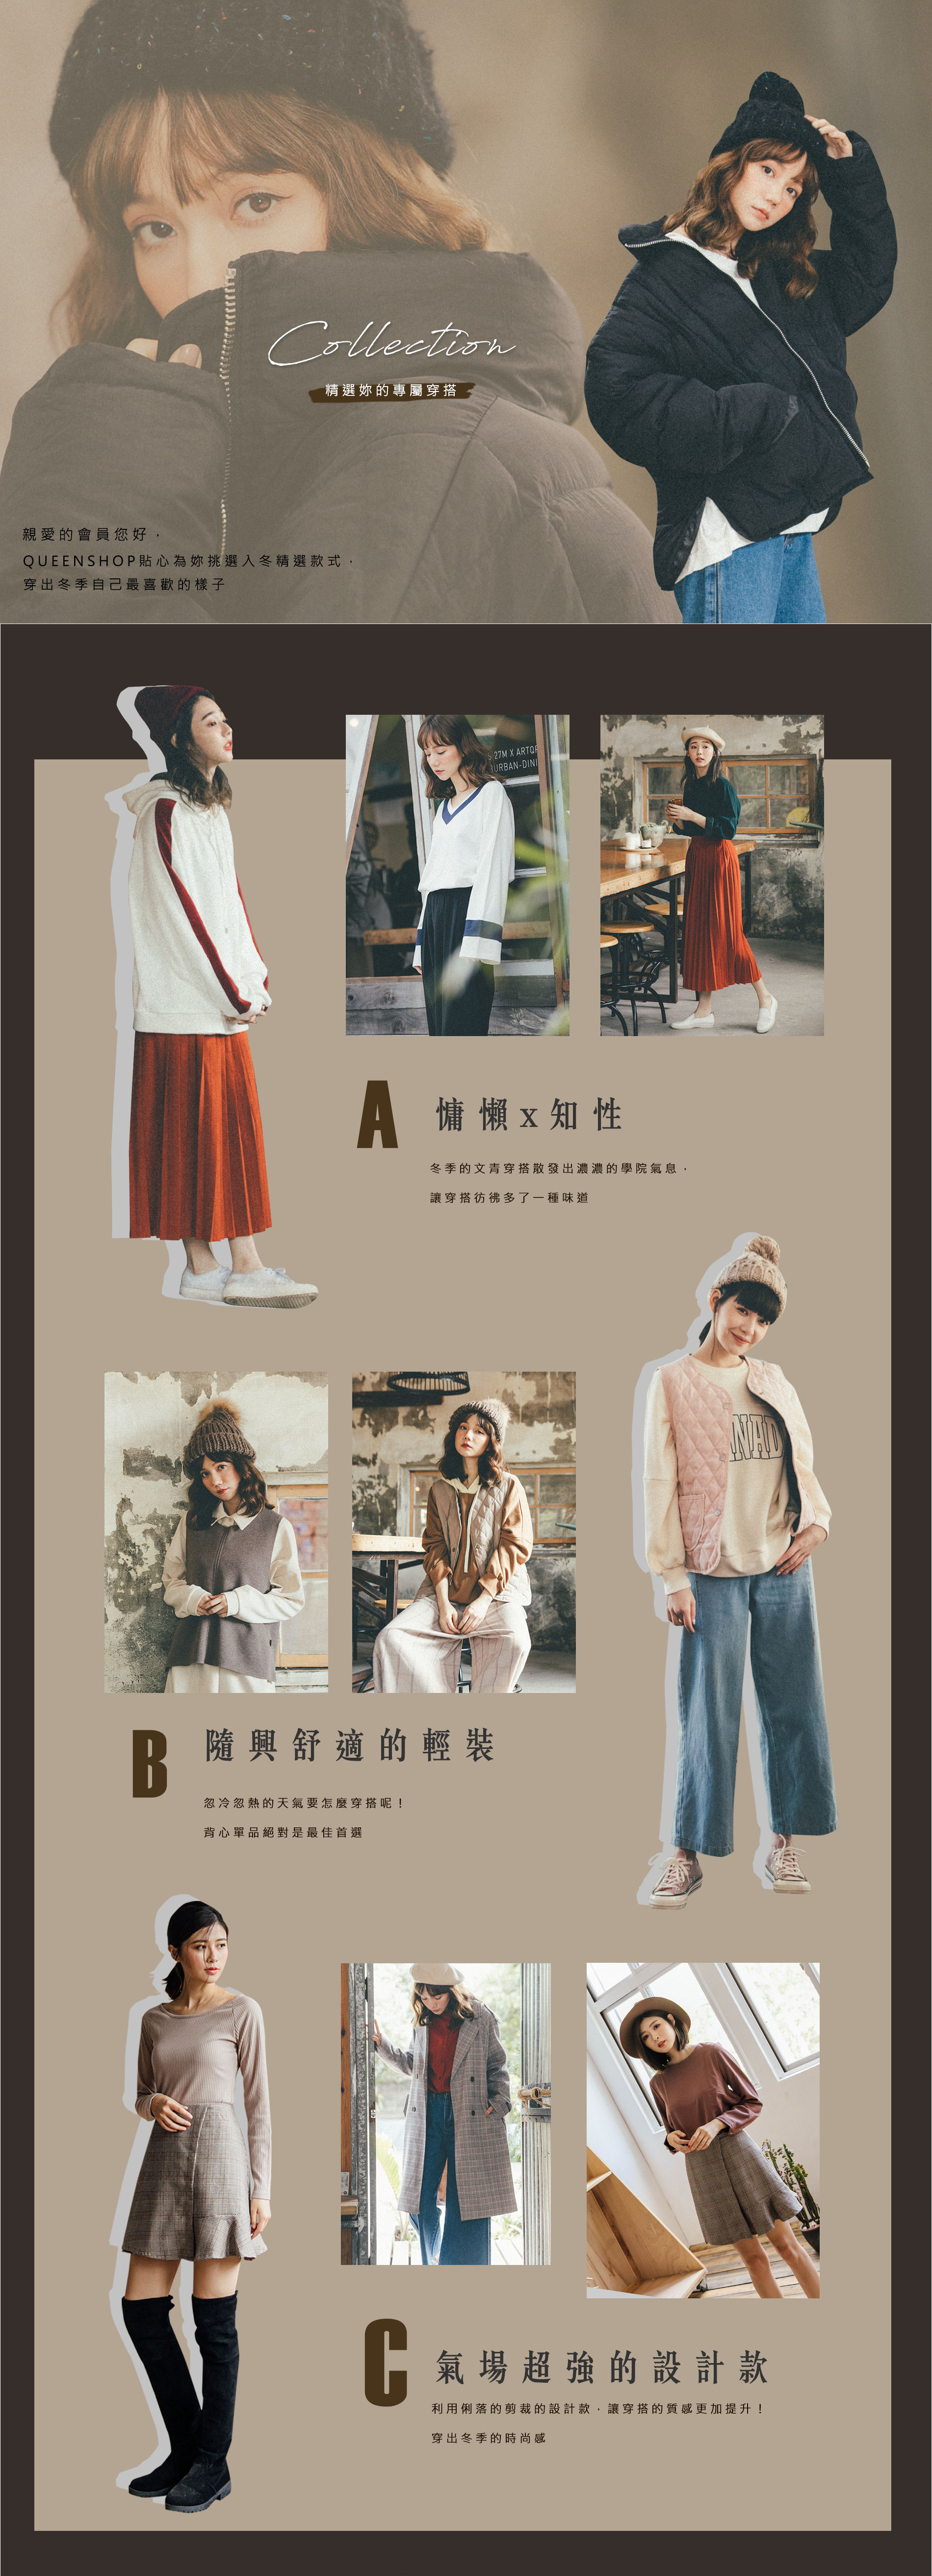 Collection
精選妳的專屬穿搭
親愛的會員您好，
QUEENSHOP貼心為妳挑選入冬精選款式，
穿出冬季自己最喜歡的樣子
27M X ARTQP
URBAN-DINI
A
慵懶x知性
冬季的文青穿搭散發出濃濃的學院氣息，
讓穿搭彷彿多了一種味道
NAD
B
隨興舒適的輕裝
忽冷忽熱的天氣要怎麼穿搭呢！
背心單品絕對是最佳首選
C
氣場超強的設計款
利用俐落的剪裁的設計款，讓穿搭的質感更加提升！
穿出冬季的時尚感